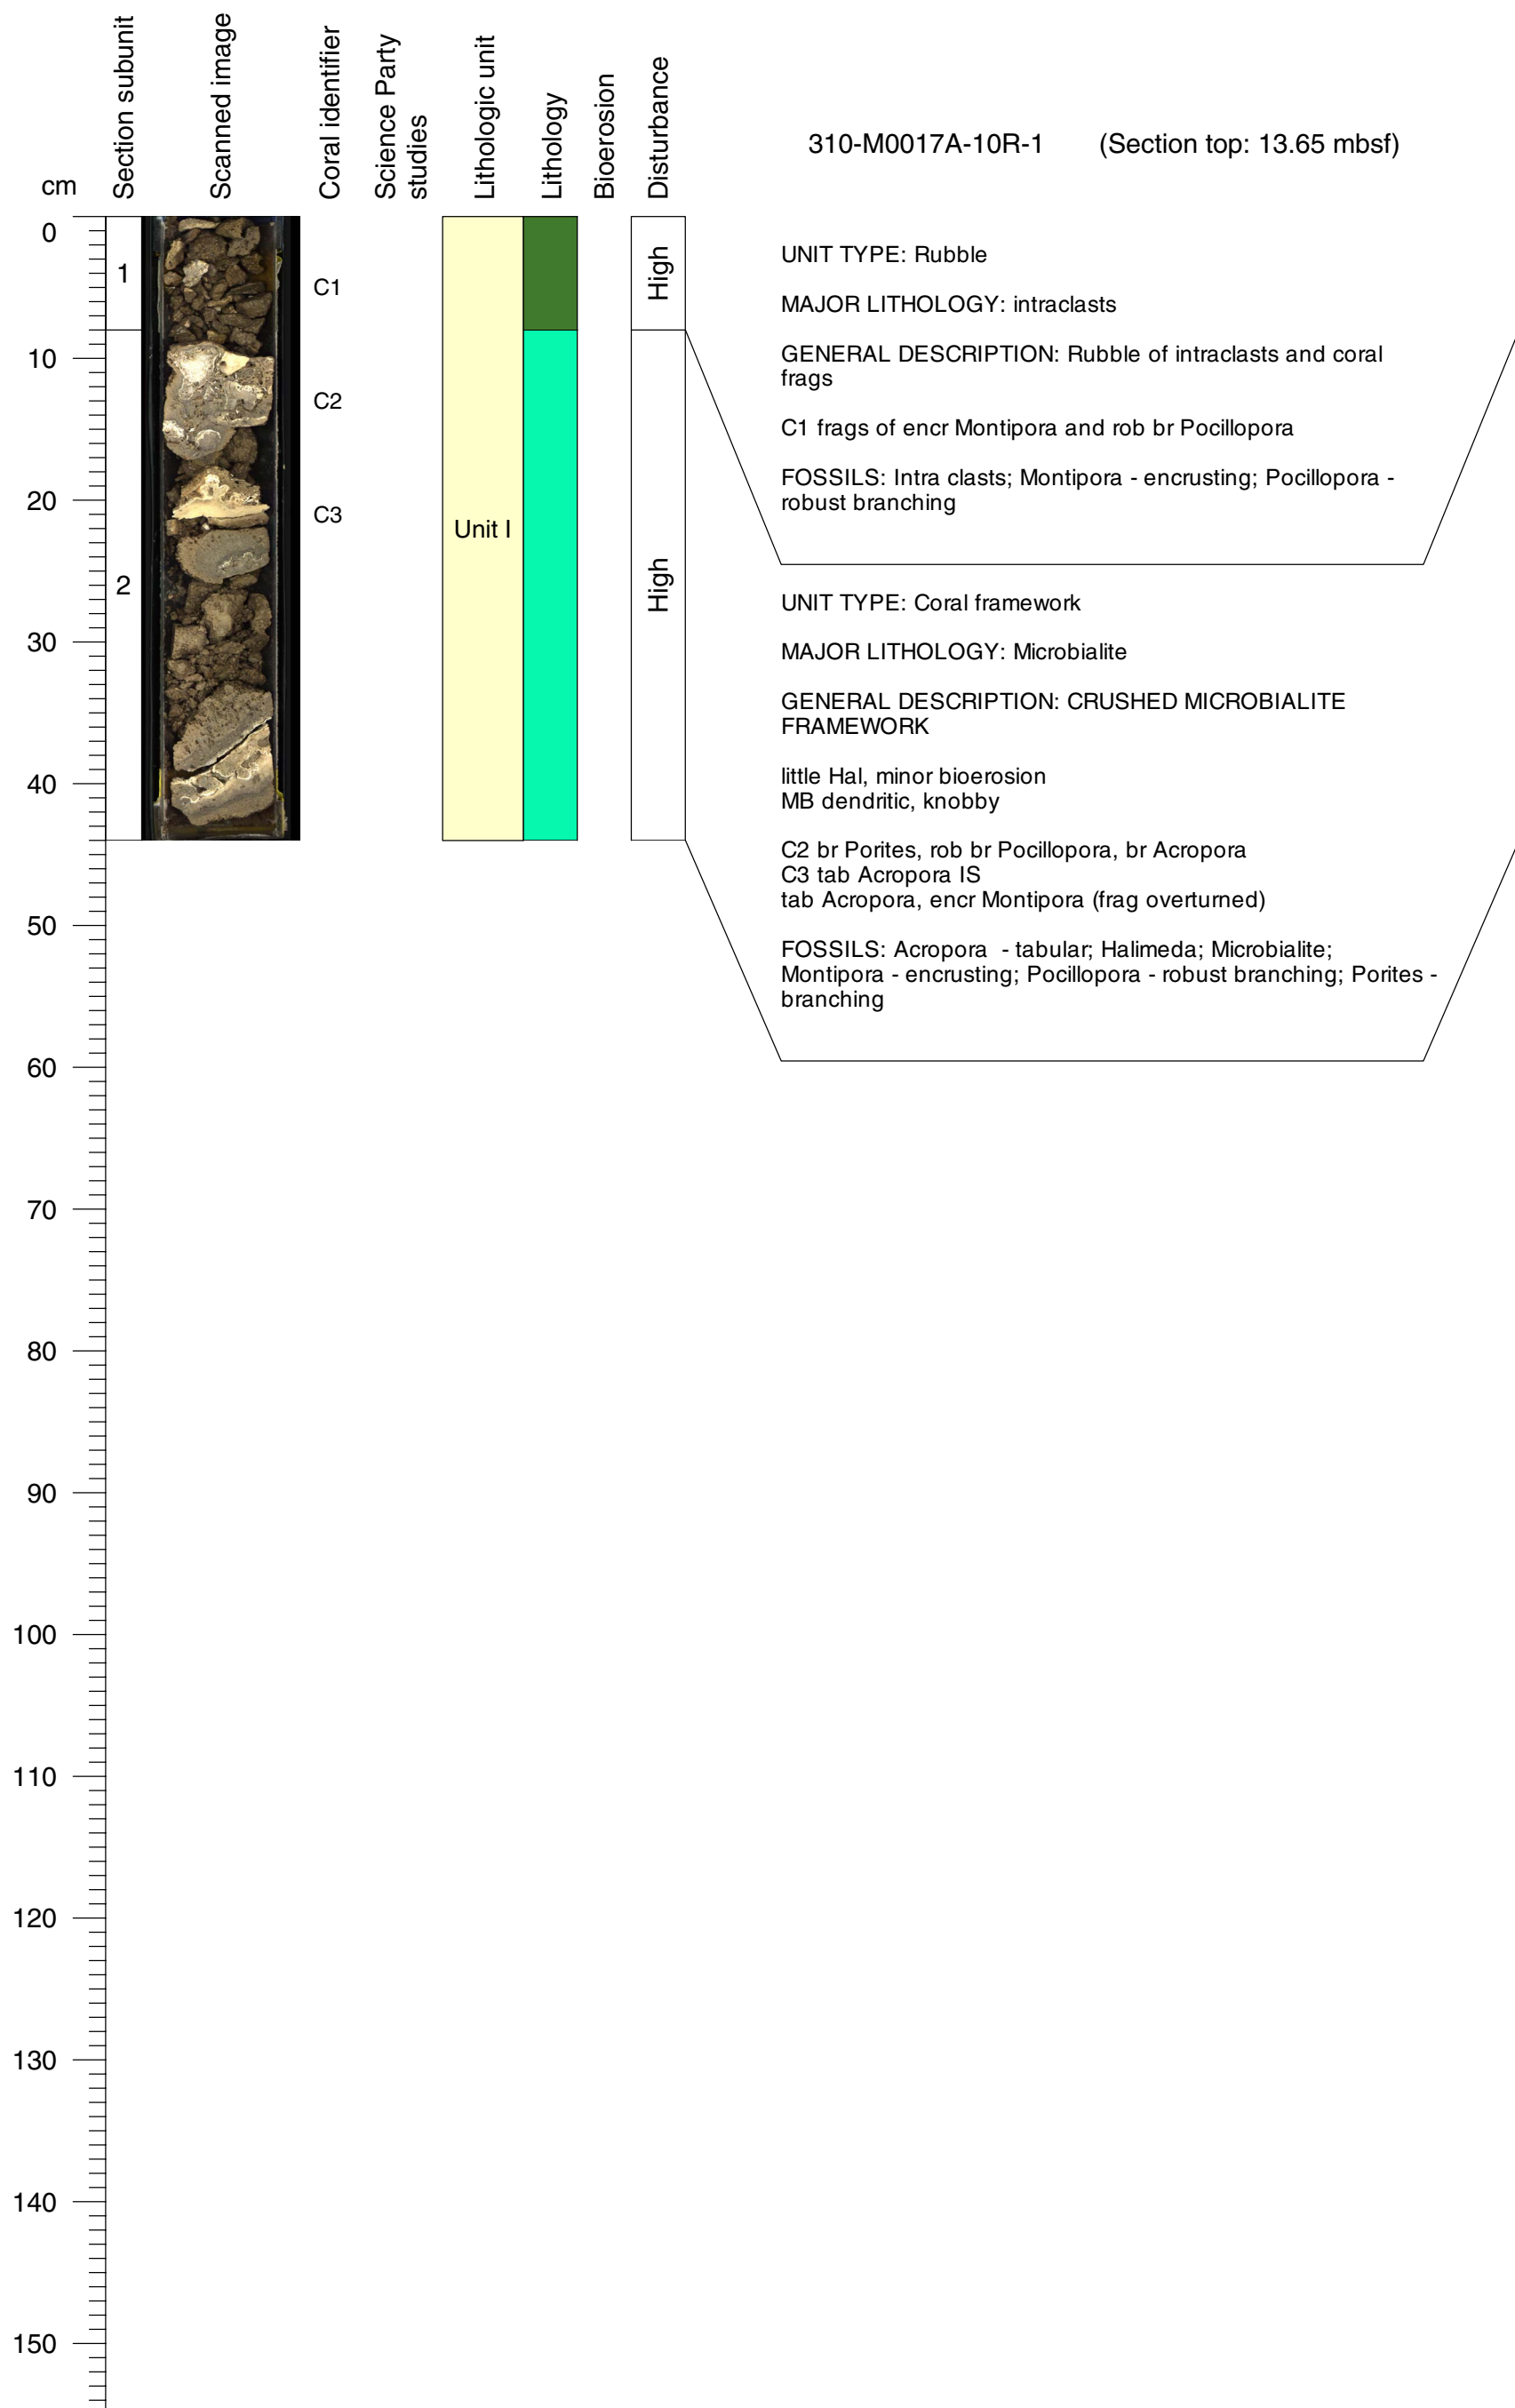 310-M0017A-10R-1 (Section top: 13.65 mbsf)
cm
Section subunit
Scanned image
Coral identifier
Science Party
studies
Lithologic unit
Lithology
Bioerosion
Disturbance
0
10
20
30
40
50
60
70
80
90
100
110
120
130
140
150
1
2
C1
C2
C3
Unit I
High
High
UNIT TYPE: Rubble
MAJOR LITHOLOGY: intraclasts
GENERAL DESCRIPTION: Rubble of intraclasts and coral
frags
C1 frags of encr Montipora and rob br Pocillopora
FOSSILS: Intra clasts; Montipora - encrusting; Pocillopora -
robust branching
UNIT TYPE: Coral framework
MAJOR LITHOLOGY: Microbialite
GENERAL DESCRIPTION: CRUSHED MICROBIALITE
FRAMEWORK
little Hal, minor bioerosion
MB dendritic, knobby
C2 br Porites, rob br Pocillopora, br Acropora
C3 tab Acropora IS
tab Acropora, encr Montipora (frag overturned)
FOSSILS: Acropora  - tabular; Halimeda; Microbialite;
Montipora - encrusting; Pocillopora - robust branching; Porites -
branching